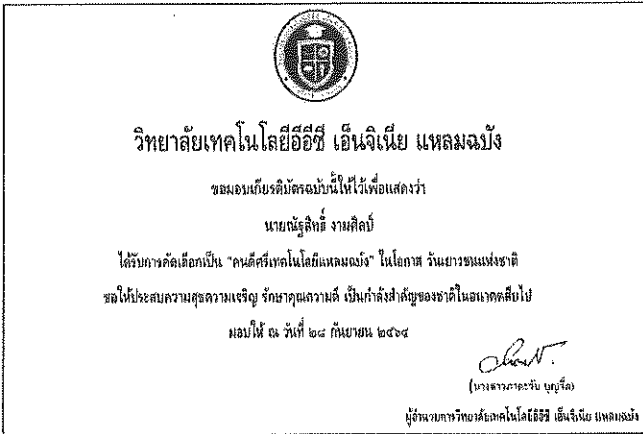 วิทยาลัยเทคโนโลยีอีอีซี เอ็นจิเนีย แหลมฉบัง
ขอมอบเกียรติบัตรฉบับนี้ให้ไว้เพื่อแสดงว่า
นายณัฐสิทธิ์ งามศิลป์
ได้รับการคัดเลือกเป็น "คนดีศรีเทคโนโลยีแหลมฉบัง" ในโอกาส วันเยาวชนแห่งชาติ
ขอให้ประสบความสุขความเจริญ รักษาคุณความดี เป็นกำลังสำคัญของชาติในอนาคตสืบไป
มอบให้ ณ วันที่ ๒๘ กันยายน ๒๕๖๔
ผู้อำนวยการวิทยาลัยเทคโนโลยีอีอีซี เอ็นจิเนีย แหลมฉบัง